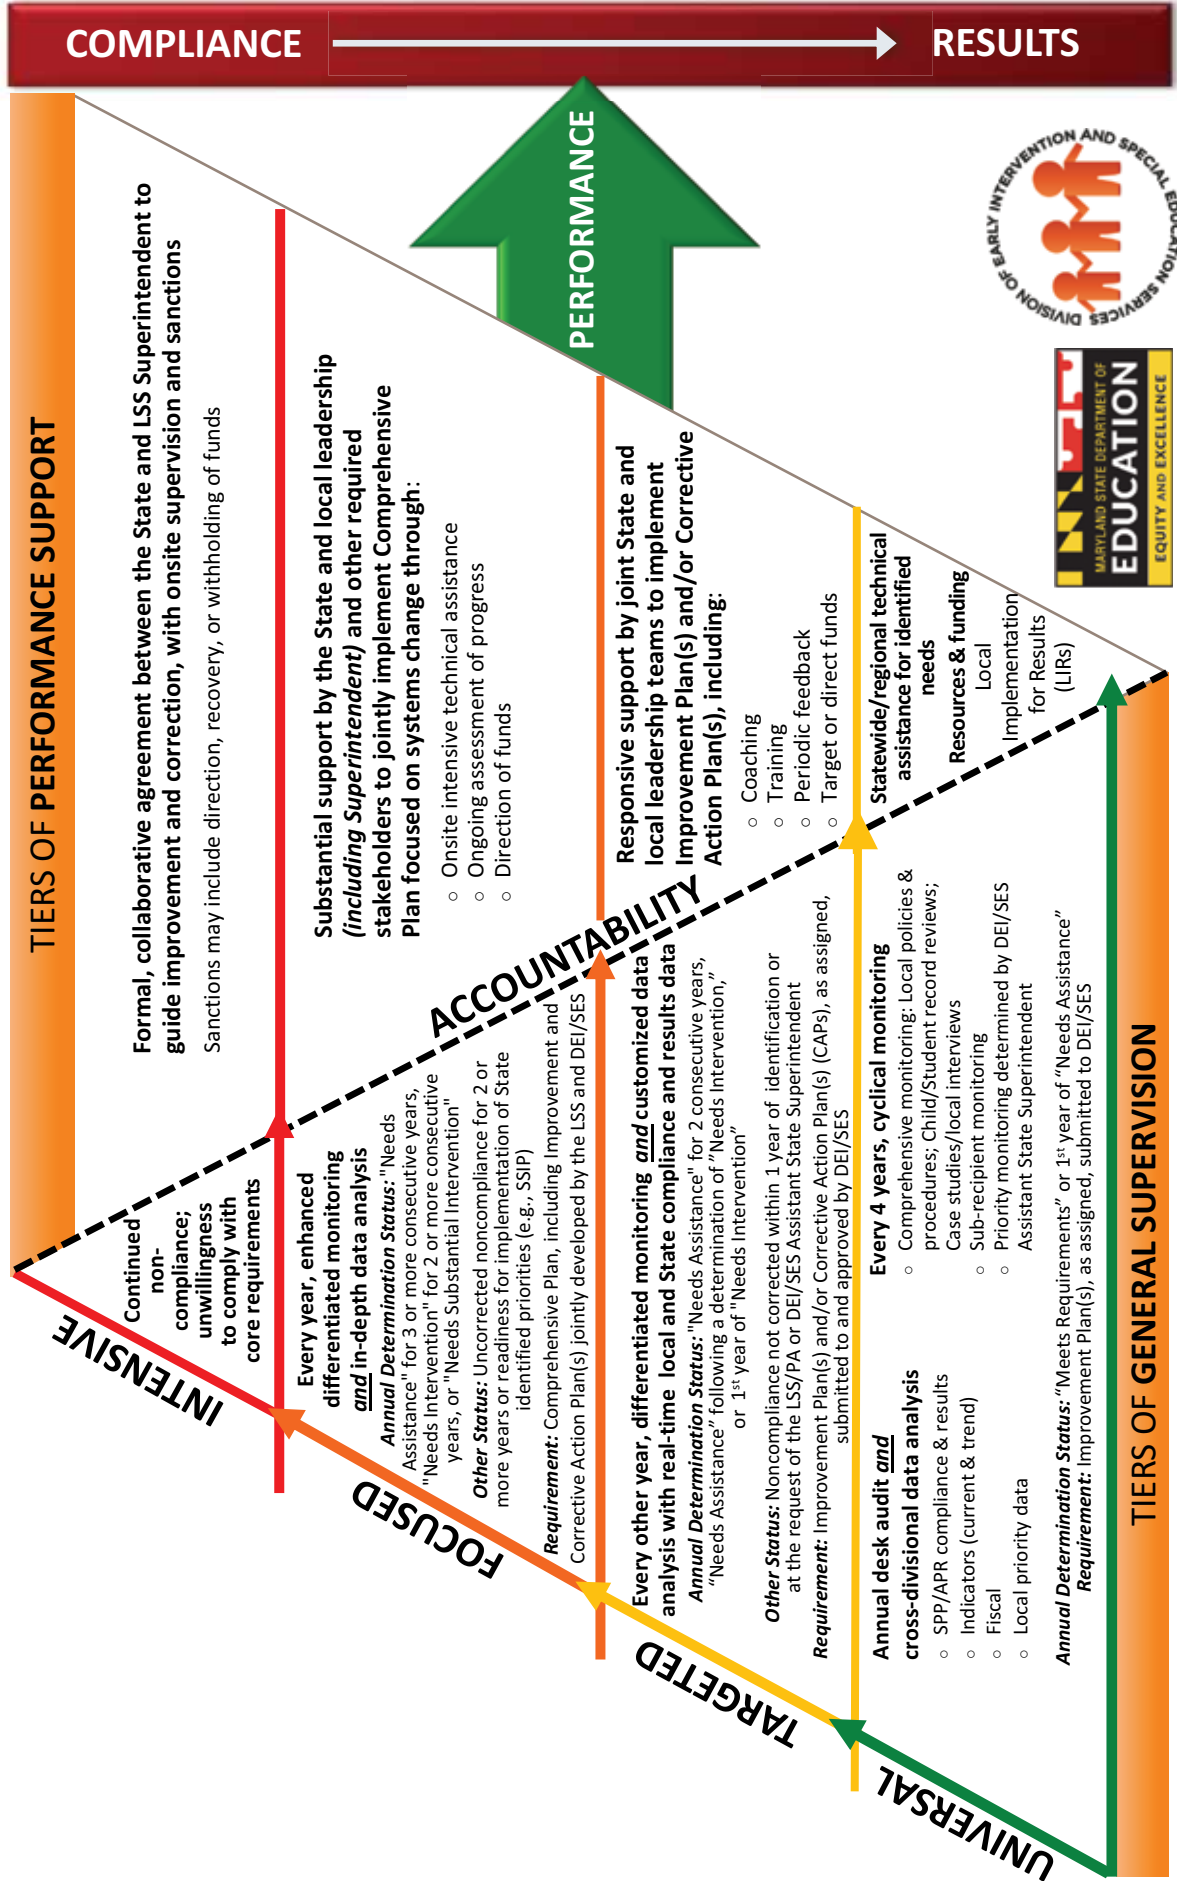 TIERS OF PERFORMANCE SUPPORT
INTENSIVE
Continued
non-
compliance;
unwillingness
to comply with
core requirements
Formal, collaborative agreement between the State and LSS Superintendent to
guide improvement and correction, with onsite supervision and sanctions
Sanctions may include direction, recovery, or withholding of funds
FOCUSED
Every year, enhanced
differentiated monitoring
and in-depth data analysis
Annual Determination Status: "Needs
Assistance" for 3 or more consecutive years,
"Needs Intervention" for 2 or more consecutive
years, or "Needs Substantial Intervention"
Other Status: Uncorrected noncompliance for 2 or
more years or readiness for implementation of State
identified priorities (e.g., SSIP)
Requirement: Comprehensive Plan, including Improvement and
Corrective Action Plan(s) jointly developed by the LSS and DEI/SES
Substantial support by the State and local leadership
(including Superintendent) and other required
stakeholders to jointly implement Comprehensive
Plan focused on systems change through:
○ Onsite intensive technical assistance
○ Ongoing assessment of progress
○ Direction of funds
ACCOUNTABILITY
TARGETED
Every other year, differentiated monitoring and customized data
analysis with real-time local and State compliance and results data
Annual Determination Status: "Needs Assistance" for 2 consecutive years,
“Needs Assistance” following a determination of ”Needs Intervention,”
or 1st year of "Needs Intervention”
Other Status: Noncompliance not corrected within 1 year of identification or
at the request of the LSS/PA or DEI/SES Assistant State Superintendent
Requirement: Improvement Plan(s) and/or Corrective Action Plan(s) (CAPs), as assigned,
submitted to and approved by DEI/SES
Responsive support by joint State and
local leadership teams to implement
Improvement Plan(s) and/or Corrective
Action Plan(s), including:
○ Coaching
○ Training
○ Periodic feedback
○ Target or direct funds
UNIVERSAL
Annual desk audit and
cross-divisional data analysis
○ SPP/APR compliance & results
○ Indicators (current & trend)
○ Fiscal
○ Local priority data
Every 4 years, cyclical monitoring
○ Comprehensive monitoring: Local policies &
procedures; Child/Student record reviews;
Case studies/local interviews
○ Sub-recipient monitoring
○ Priority monitoring determined by DEI/SES
Assistant State Superintendent
Annual Determination Status: “Meets Requirements” or 1st year of “Needs Assistance”
Requirement: Improvement Plan(s), as assigned, submitted to DEI/SES
Statewide/regional technical
assistance for identified
needs
Resources & funding
Local
Implementation
for Results
(LIRs)
TIERS OF GENERAL SUPERVISION
PERFORMANCE
COMPLIANCE
RESULTS
MARYLAND STATE DEPARTMENT OF
EDUCATION
EQUITY AND EXCELLENCE
DIVISION OF EARLY INTERVENTION AND SPECIAL EDUCATION SERVICES